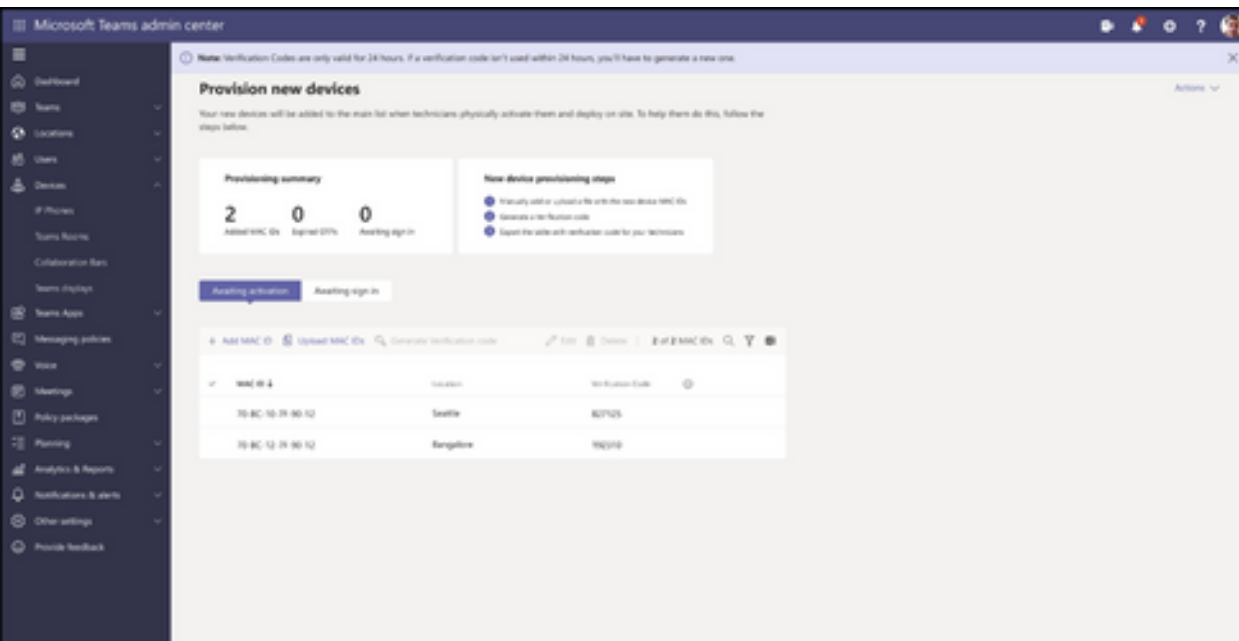 Microsoft Teams admin center
?
Note: Verification Codes are only valid for 24 hours. If a verification code isn't used within 24 hours, you'll have to generate a new one.
Dashboard
Teams
Locations
Users
Devices
IP Phones
Teams Rooms
Collaboration Bars
Teams displays
Teams Apps
Messaging policies
Voice
Meetings
Policy packages
Planning
Analytics & Reports
Notifications & alerts
Other settings
Provide feedback
Provision new devices
Actions
Your new devices will be added to the main list when technicians physically activate them and deploy on site. To help them do this, follow the
steps below.
Provisioning summary
2 0 0
Added MAC IDs Expired OTPs Awaiting sign in
New device provisioning steps
Manually add or upload a file with the new device MAC IDs
Generate a Verification code
Export the table with verification code for your technicians
Awaiting activation Awaiting sign in
+ Add MAC ID Upload MAC IDs Generate Verification code Edit Delete 2 of 2 MAC IDs
MAC ID Location Verification Code
Seattle
Bangalore